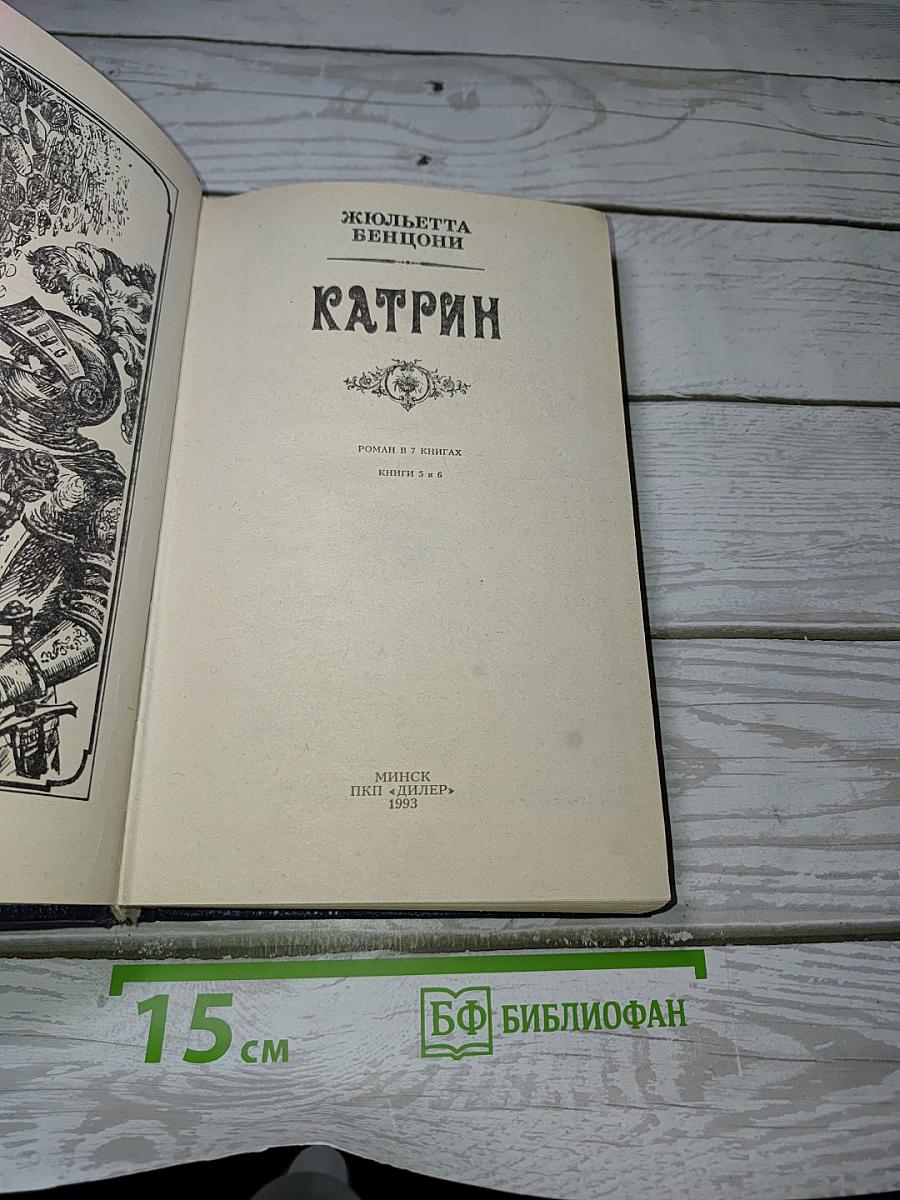 ЖЮЛЬЕТТА
БЕНЦОНИ
КАТРИН
РОМАН В 7 КНИГАХ
КНИГИ 5 и 6
МИНСК
ПКП «ДИЛЕР»
1993
15 см
БФ БИБЛИОФАН